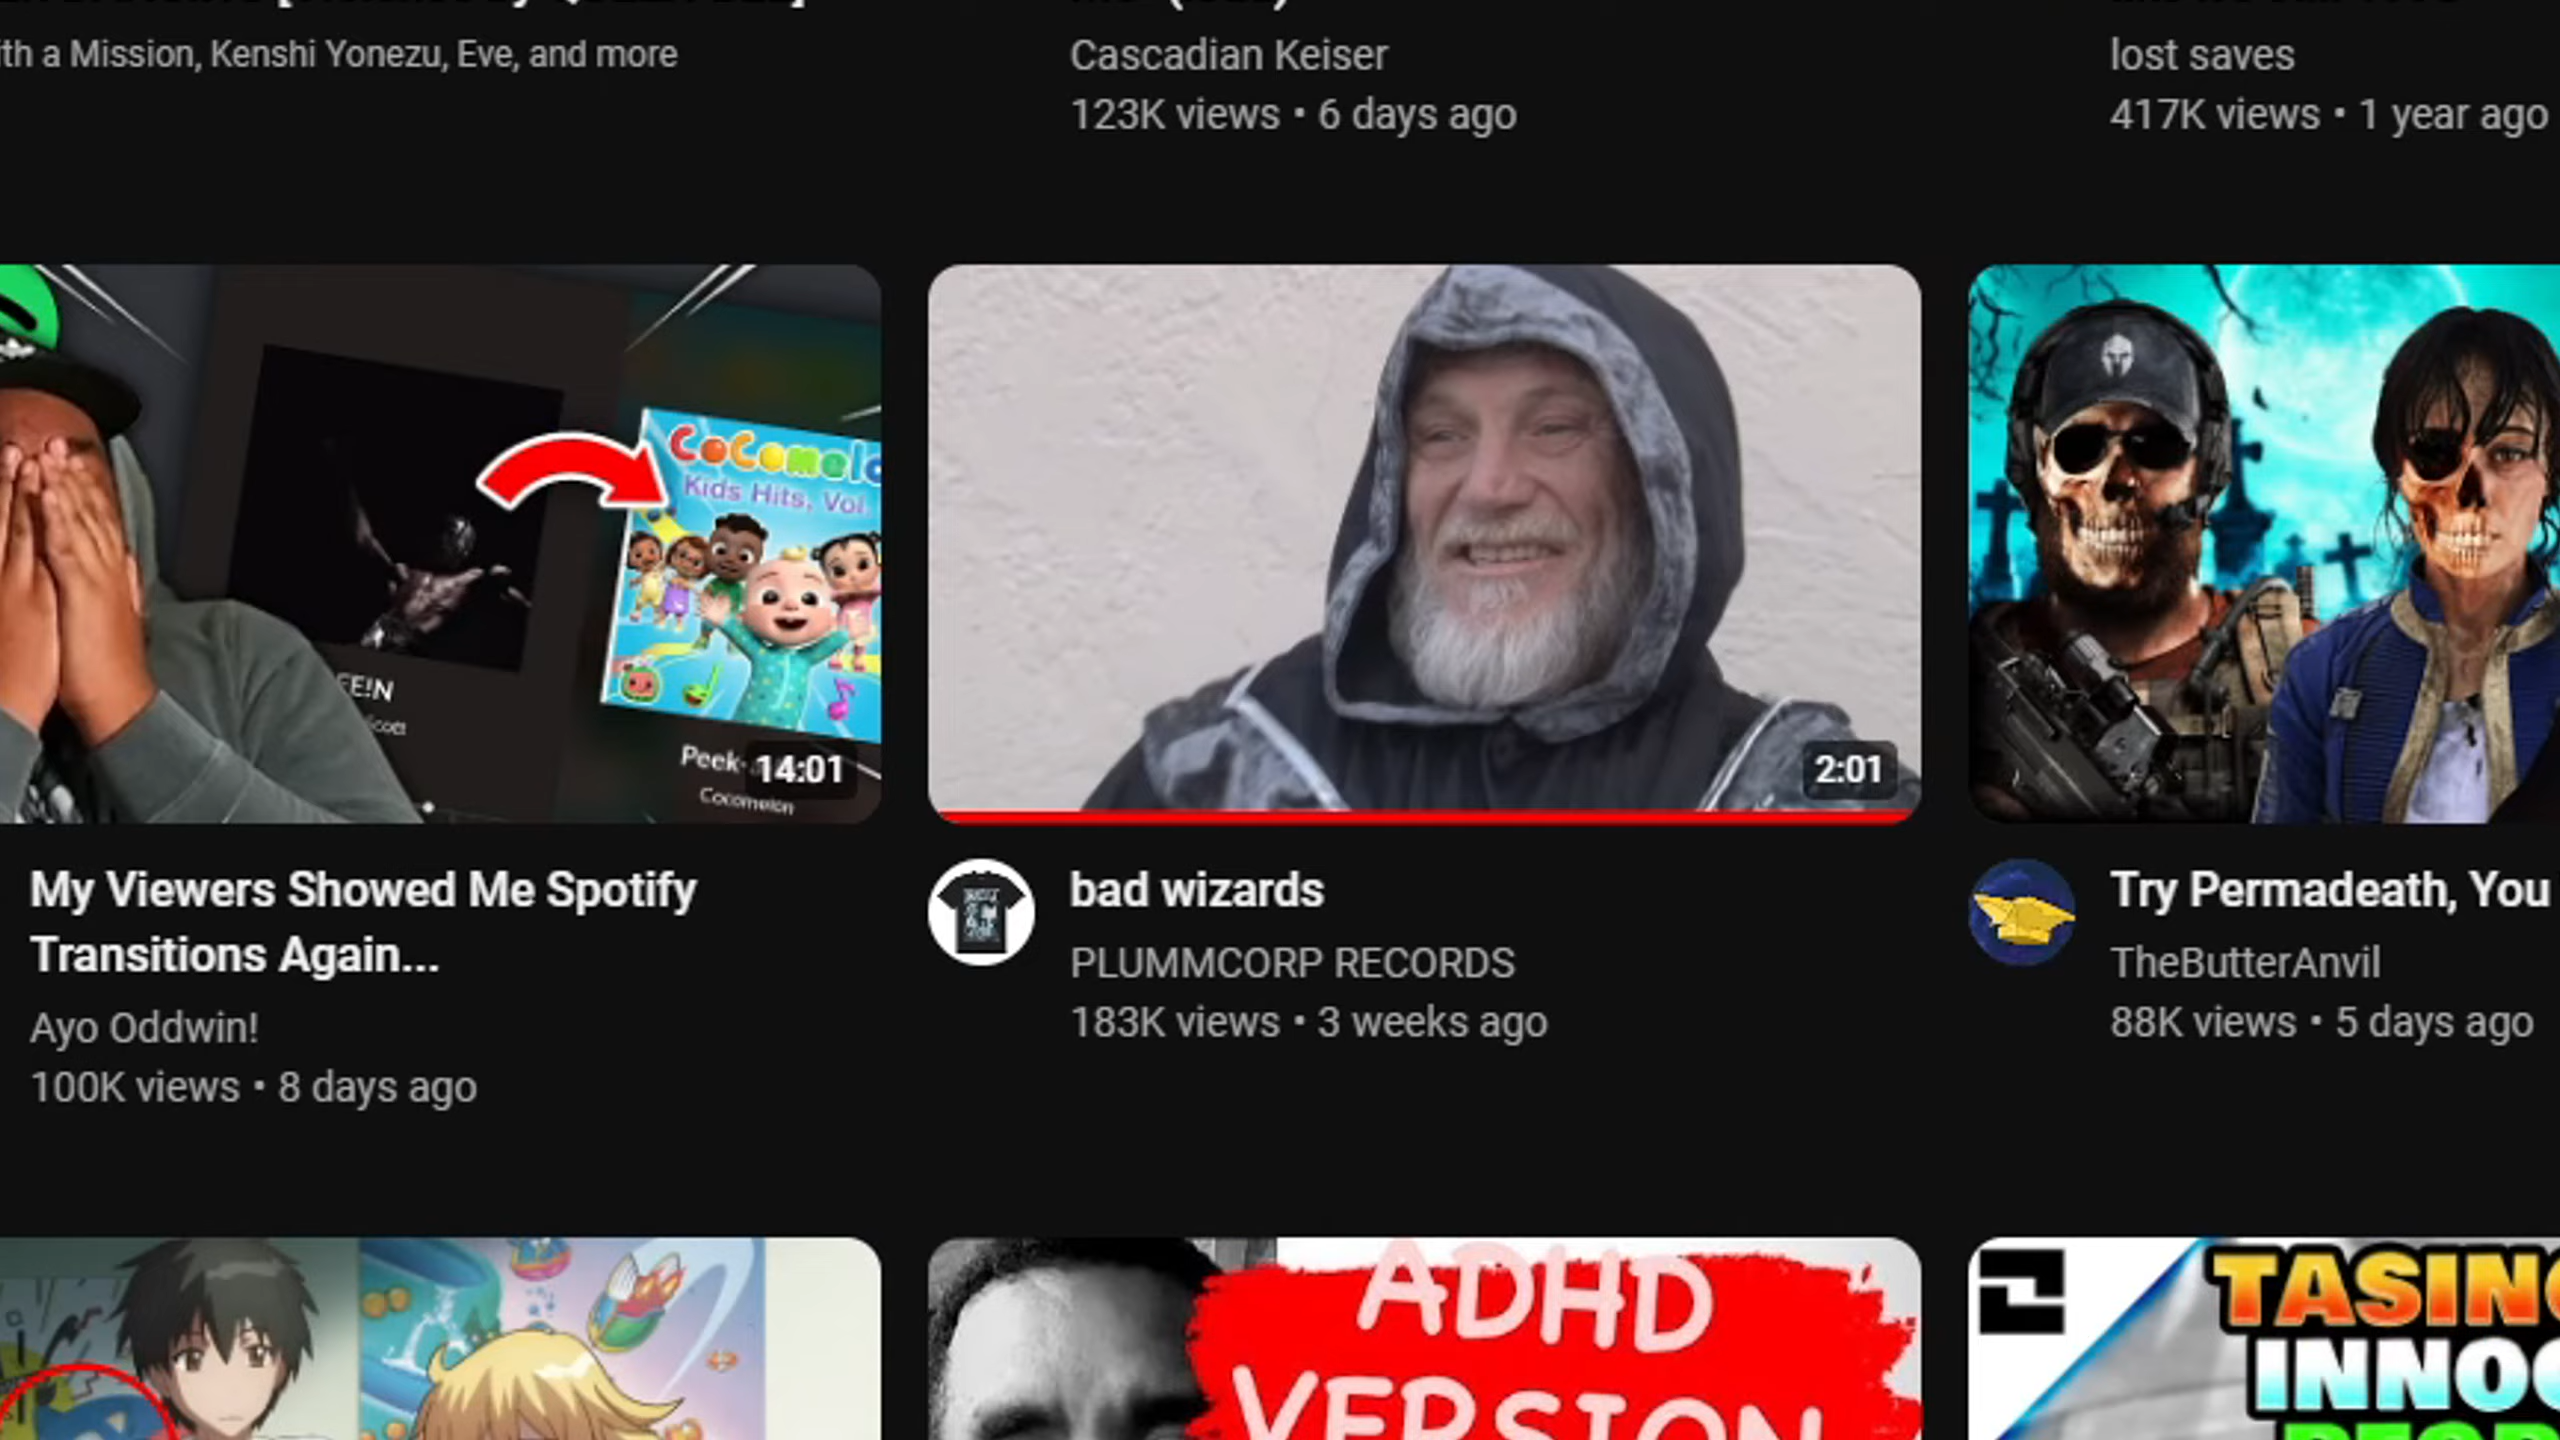 th a Mission, Kenshi Yonezu, Eve, and more
Cascadian Keiser
123K views • 6 days ago
lost saves
417K views • 1 year ago
CoComelo
Kids Hits, Vol.
FE!N
Peek-
Cocomelon
14:01
2:01
My Viewers Showed Me Spotify
Transitions Again...
Ayo Oddwin!
100K views • 8 days ago
bad wizards
PLUMMCORP RECORDS
183K views • 3 weeks ago
Try Permadeath, You
TheButterAnvil
88K views • 5 days ago
ADHD
VERSION
TASING
INNOC